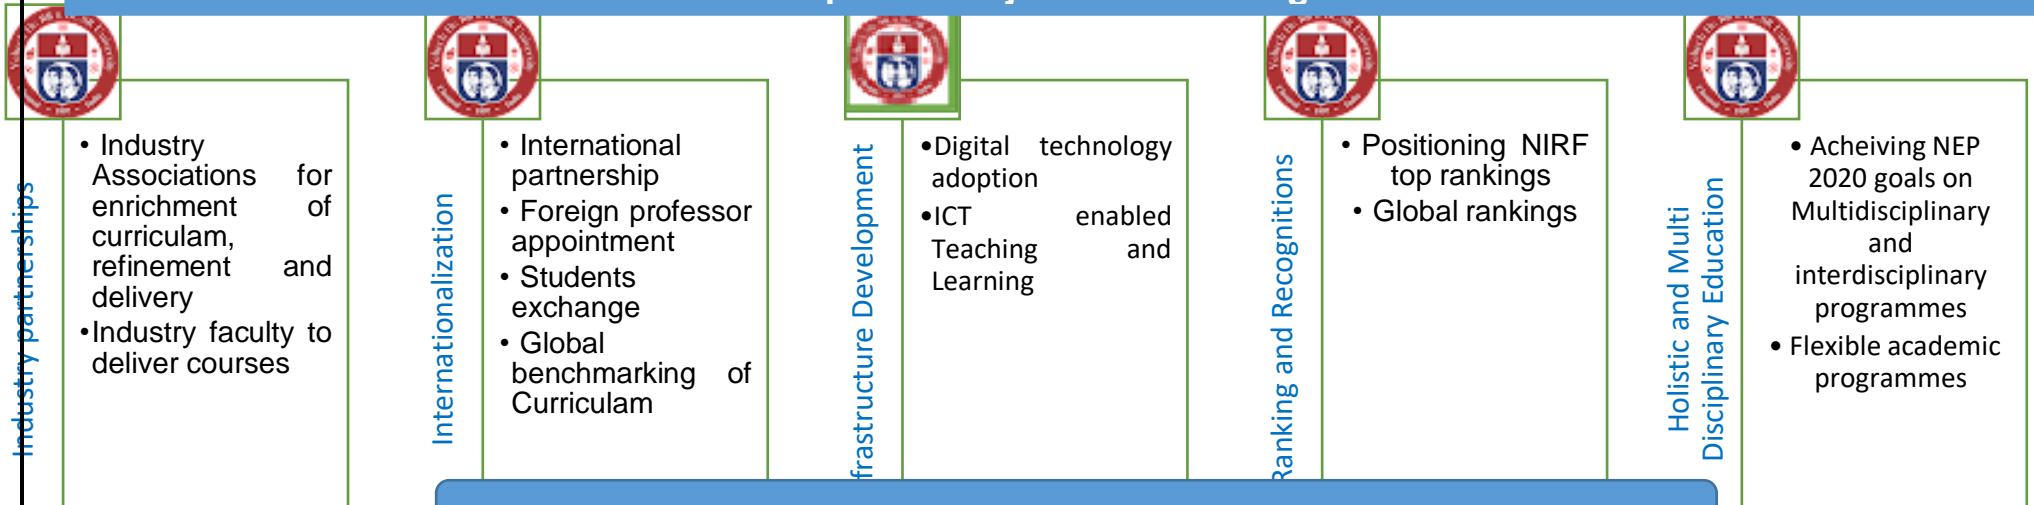 Industry partnerships
• Industry
Associations for
enrichment of
curriculam,
refinement and
delivery
•Industry faculty to
deliver courses
Internationalization
• International
partnership
• Foreign professor
appointment
• Students
exchange
• Global
benchmarking of
Curriculam
frastructure Development
•Digital technology
adoption
•ICT enabled
Teaching and
Learning
Ranking and Recognitions
• Positioning NIRF
top rankings
• Global rankings
Holistic and Multi
Disciplinary Education
• Acheiving NEP
2020 goals on
Multidisciplinary
and
interdisciplinary
programmes
• Flexible academic
programmes